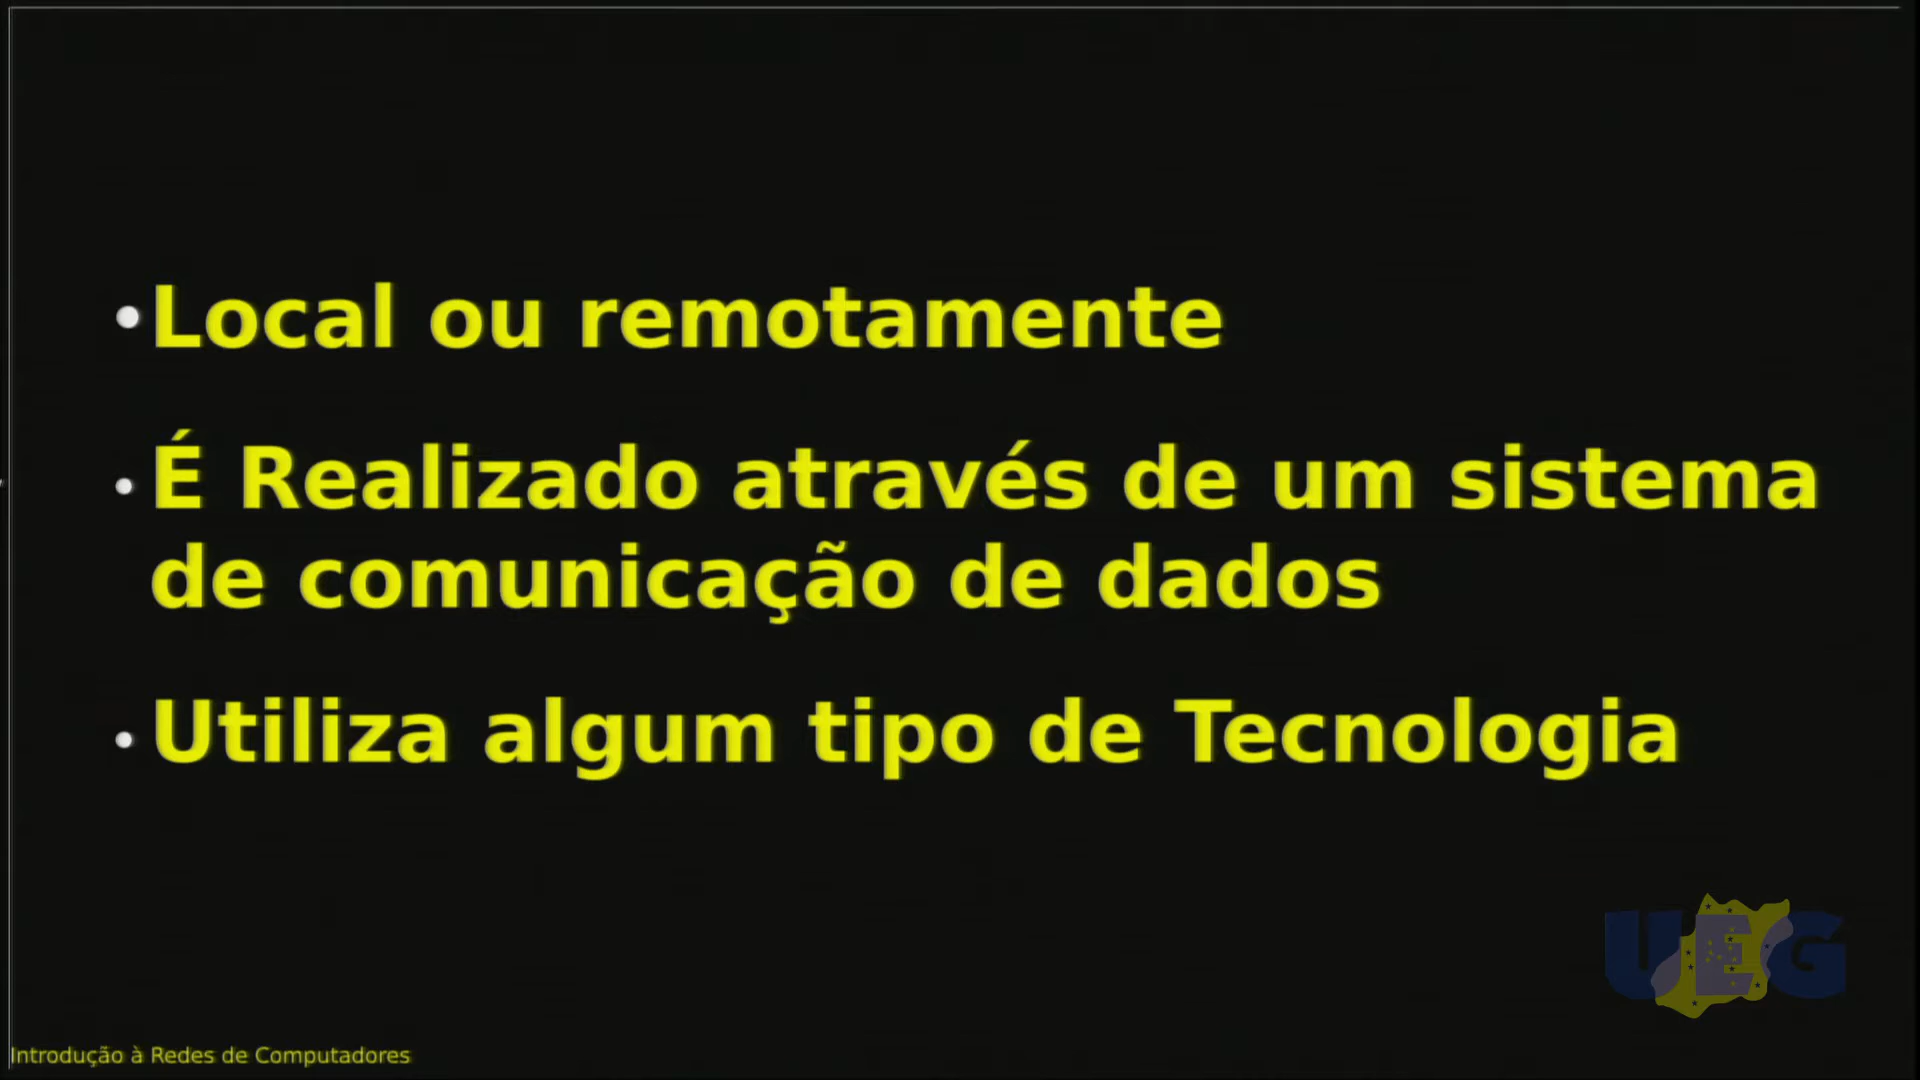 • Local ou remotamente
• É Realizado através de um sistema
de comunicação de dados
• Utiliza algum tipo de Tecnologia
UEG
Introdução à Redes de Computadores